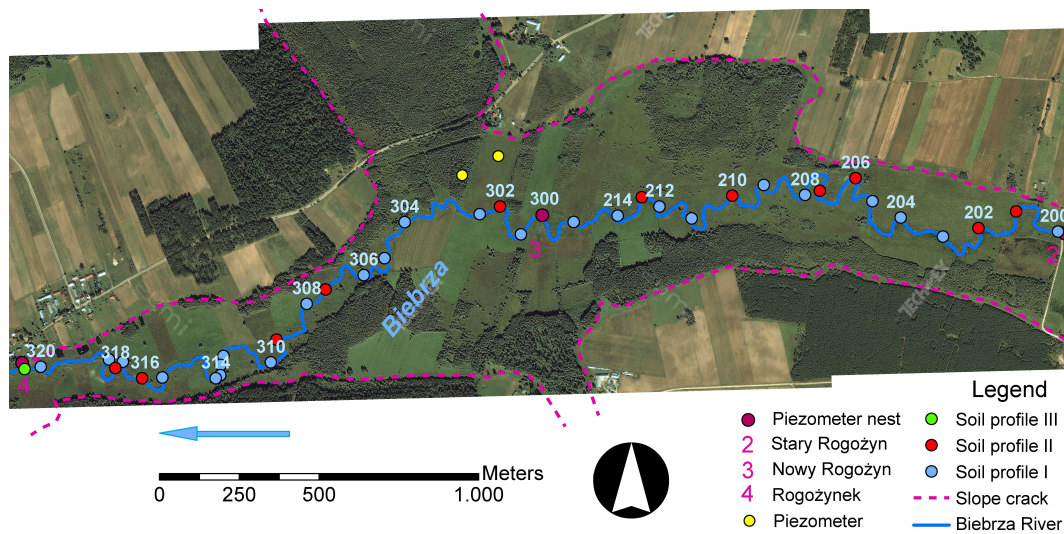 TECHMEX
206
208
210
212
214
204
202
200
2
302
300
3
304
306
308
310
Biebrza
TECHMEX
320
4
318
316
314
Meters
0 250 500 1.000
Legend
Piezometer nest
2 Stary Rogożyn
3 Nowy Rogożyn
4 Rogożynek
Piezometer
Soil profile III
Soil profile II
Soil profile I
Slope crack
Biebrza River